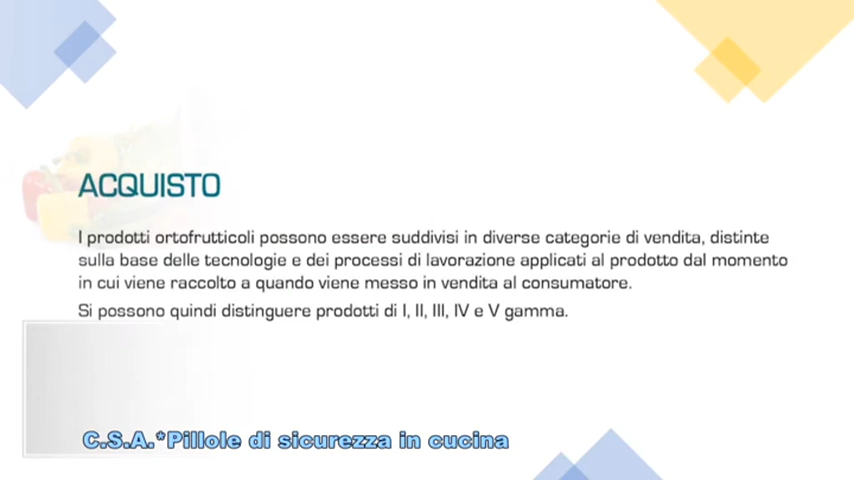 ACQUISTO
I prodotti ortofrutticoli possono essere suddivisi in diverse categorie di vendita, distinte
sulla base delle tecnologie e dei processi di lavorazione applicati al prodotto dal momento
in cui viene raccolto a quando viene messo in vendita al consumatore.
Si possono quindi distinguere prodotti di I, II, III, IV e V gamma.
C.S.A.*Pillole di sicurezza in cucina